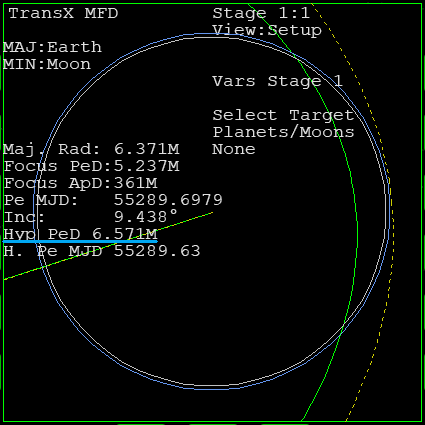 TransX MFD
Stage 1:1
View:Setup
MAJ:Earth
MIN:Moon
Vars Stage 1
Select Target
Planets/Moons
None
Maj. Rad: 6.371M
Focus PeD:5.237M
Focus ApD:361M
Pe MJD: 55289.6979
Inc: 9.438°
Hyp PeD 6.571M
H. Pe MJD 55289.63